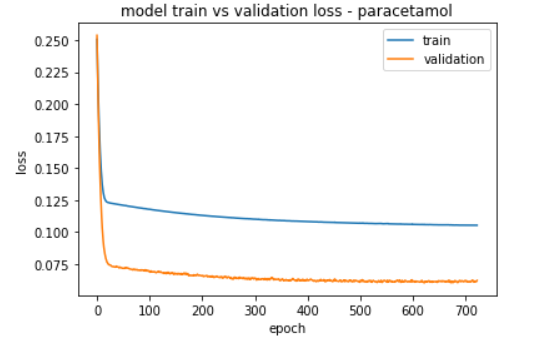 model train vs validation loss - paracetamol
train
validation
loss
0.250
0.225
0.200
0.175
0.150
0.125
0.100
0.075
0 100 200 300 400 500 600 700
epoch